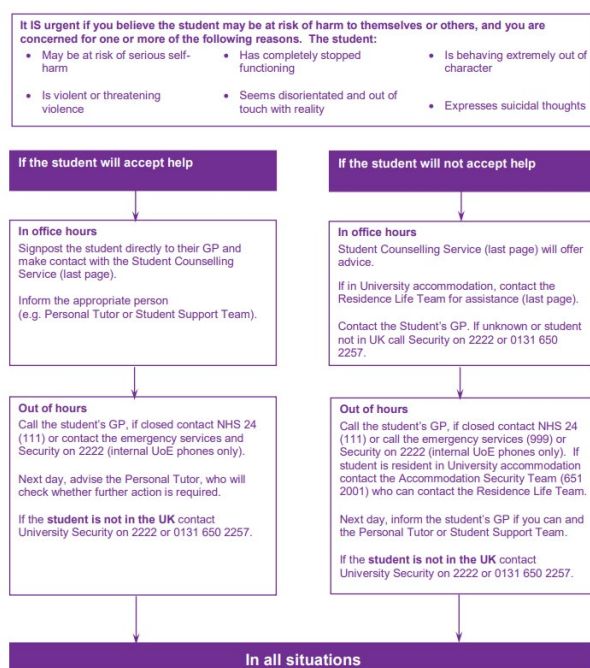 It IS urgent if you believe the student may be at risk of harm to themselves or others, and you are
concerned for one or more of the following reasons.  The student:
• May be at risk of serious self-
harm
• Has completely stopped
functioning
• Is behaving extremely out of
character
• Is violent or threatening
violence
• Seems disorientated and out of
touch with reality
• Expresses suicidal thoughts
If the student will accept help
In office hours
Signpost the student directly to their GP and
make contact with the Student Counselling
Service (last page).
Inform the appropriate person
(e.g. Personal Tutor or Student Support Team).
Out of hours
Call the student's GP, if closed contact NHS 24
(111) or contact the emergency services and
Security on 2222 (internal UoE phones only).
Next day, advise the Personal Tutor, who will
check whether further action is required.
If the student is not in the UK contact
University Security on 2222 or 0131 650 2257.
If the student will not accept help
In office hours
Student Counselling Service (last page) will offer
advice.
If in University accommodation, contact the
Residence Life Team for assistance (last page).
Contact the Student's GP. If unknown or student
not in UK call Security on 2222 or 0131 650
2257.
Out of hours
Call the student's GP, if closed contact NHS 24
(111) or call the emergency services (999) or
Security on 2222 (internal UoE phones only).  If
student is resident in University accommodation
contact the Accommodation Security Team (651
2001) who can contact the Residence Life Team.
Next day, inform the student's GP if you can and
the Personal Tutor or Student Support Team.
If the student is not in the UK contact
University Security on 2222 or 0131 650 2257.
In all situations